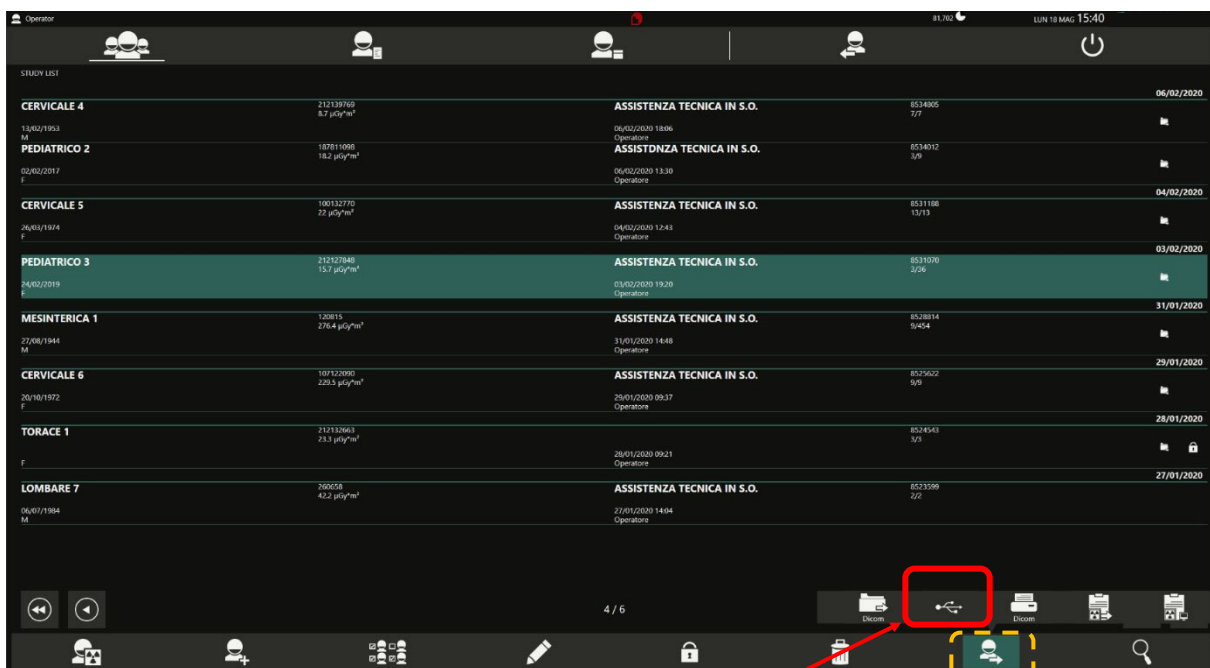 Operator
81,702
LUN 18 MAG 15:40
STUDY LIST
06/02/2020
CERVICALE 4 212139769 ASSISTENZA TECNICA IN S.O. 8534805
8.7 µGy*m² 7/7
13/02/1953 06/02/2020 18:06
M Operatore
PEDIATRICO 2 187811098 ASSISTDNZA TECNICA IN S.O. 8534012
18.2 µGy*m² 3/9
02/02/2017 06/02/2020 13:30
F Operatore
04/02/2020
CERVICALE 5 100132770 ASSISTENZA TECNICA IN S.O. 8531188
22 µGy*m² 13/13
26/03/1974 04/02/2020 12:43
F Operatore
03/02/2020
PEDIATRICO 3 212127848 ASSISTENZA TECNICA IN S.O. 8531070
15.7 µGy*m² 3/36
24/02/2019 03/02/2020 19:20
F Operatore
31/01/2020
MESINTERICA 1 120815 ASSISTENZA TECNICA IN S.O. 8528814
276.4 µGy*m² 9/454
27/08/1944 31/01/2020 14:48
M Operatore
29/01/2020
CERVICALE 6 107122090 ASSISTENZA TECNICA IN S.O. 8525622
229.5 µGy*m² 9/9
20/10/1972 29/01/2020 09:37
F Operatore
28/01/2020
TORACE 1 212132663 8524543
23.3 µGy*m² 3/3
28/01/2020 09:21
F Operatore
27/01/2020
LOMBARE 7 260658 ASSISTENZA TECNICA IN S.O. 8523599
42.2 µGy*m² 2/2
06/07/1984 27/01/2020 14:04
M Operatore
4 / 6
Dicom
Dicom